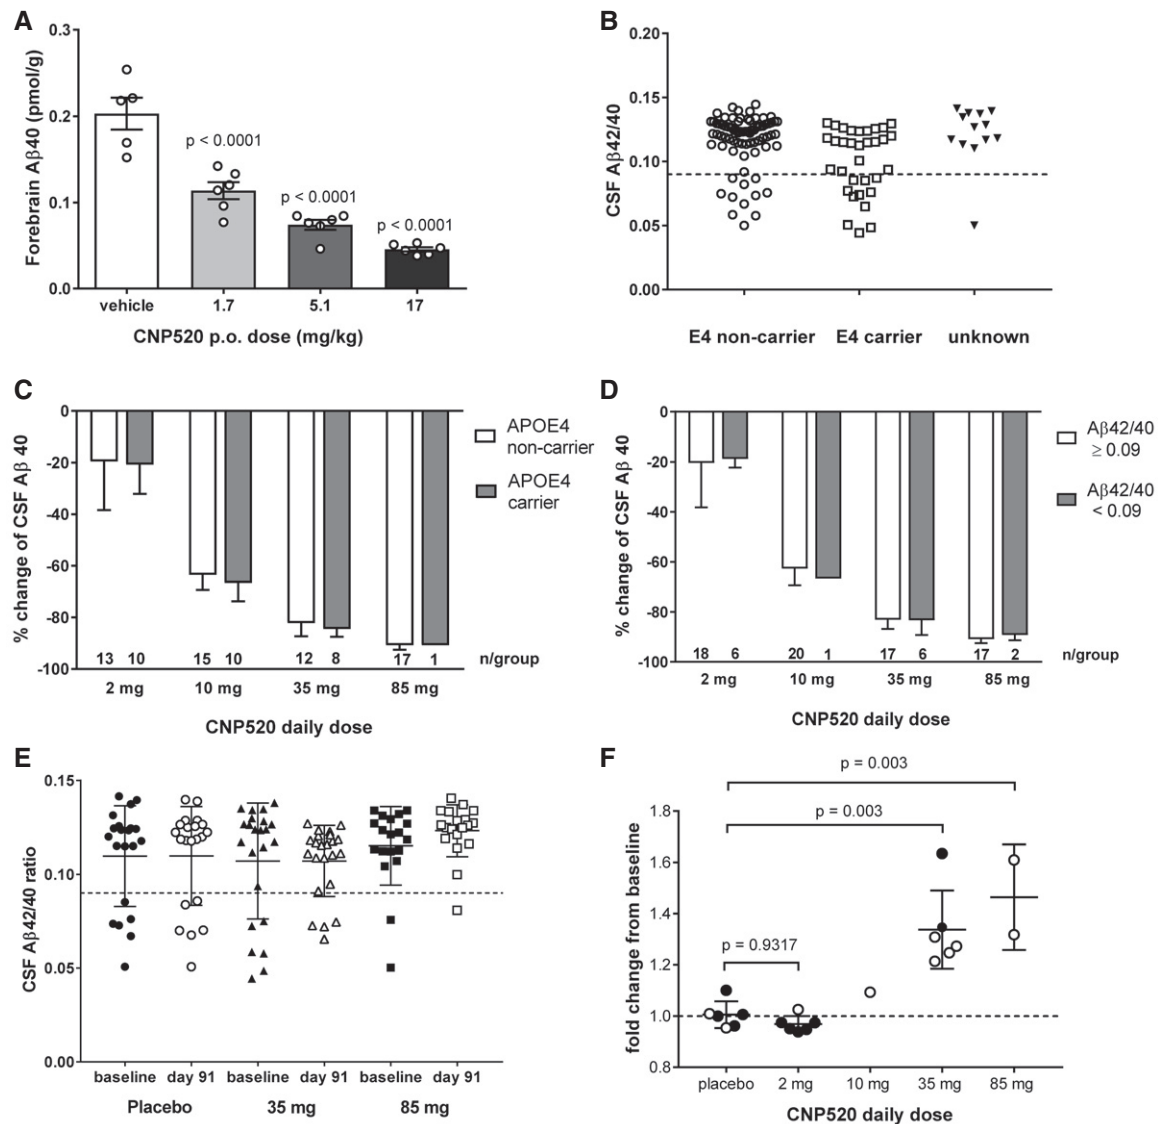 A
Forebrain Aβ40 (pmol/g)
0.3
0.2
0.1
0.0
p < 0.0001
p < 0.0001
p < 0.0001
vehicle 1.7 5.1 17
CNP520 p.o. dose (mg/kg)
B
CSF Aβ42/40
0.20
0.15
0.10
0.05
0.00
E4 non-carrier E4 carrier unknown
C
% change of CSF Aβ 40
0
-20
-40
-60
-80
-100
APOE4
non-carrier
APOE4
carrier
13 10 15 10 12 8 17 1 n/group
2 mg 10 mg 35 mg 85 mg
CNP520 daily dose
D
% change of CSF Aβ 40
0
-20
-40
-60
-80
-100
Aβ42/40
≥ 0.09
Aβ42/40
< 0.09
18 6 20 1 17 6 17 2 n/group
2 mg 10 mg 35 mg 85 mg
CNP520 daily dose
E
CSF Aβ42/40 ratio
0.15
0.10
0.05
0.00
baseline day 91 baseline day 91 baseline day 91
Placebo 35 mg 85 mg
F
fold change from baseline
p = 0.003
p = 0.003
p = 0.9317
1.8
1.6
1.4
1.2
1.0
0.8
placebo 2 mg 10 mg 35 mg 85 mg
CNP520 daily dose